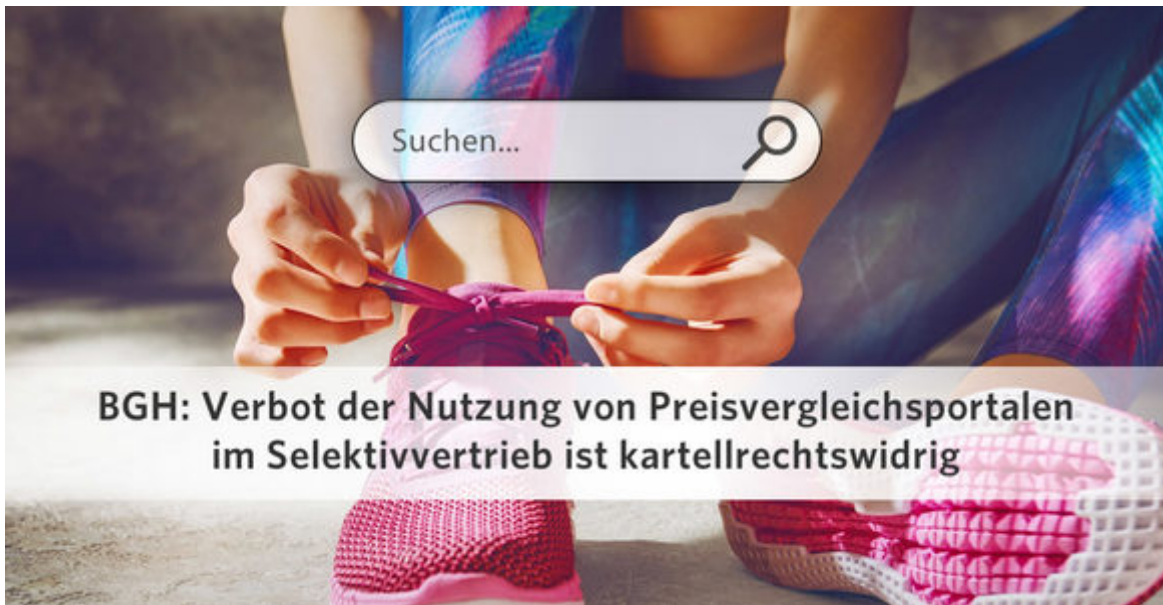 Suchen...
BGH: Verbot der Nutzung von Preisvergleichsportalen
im Selektivvertrieb ist kartellrechtswidrig